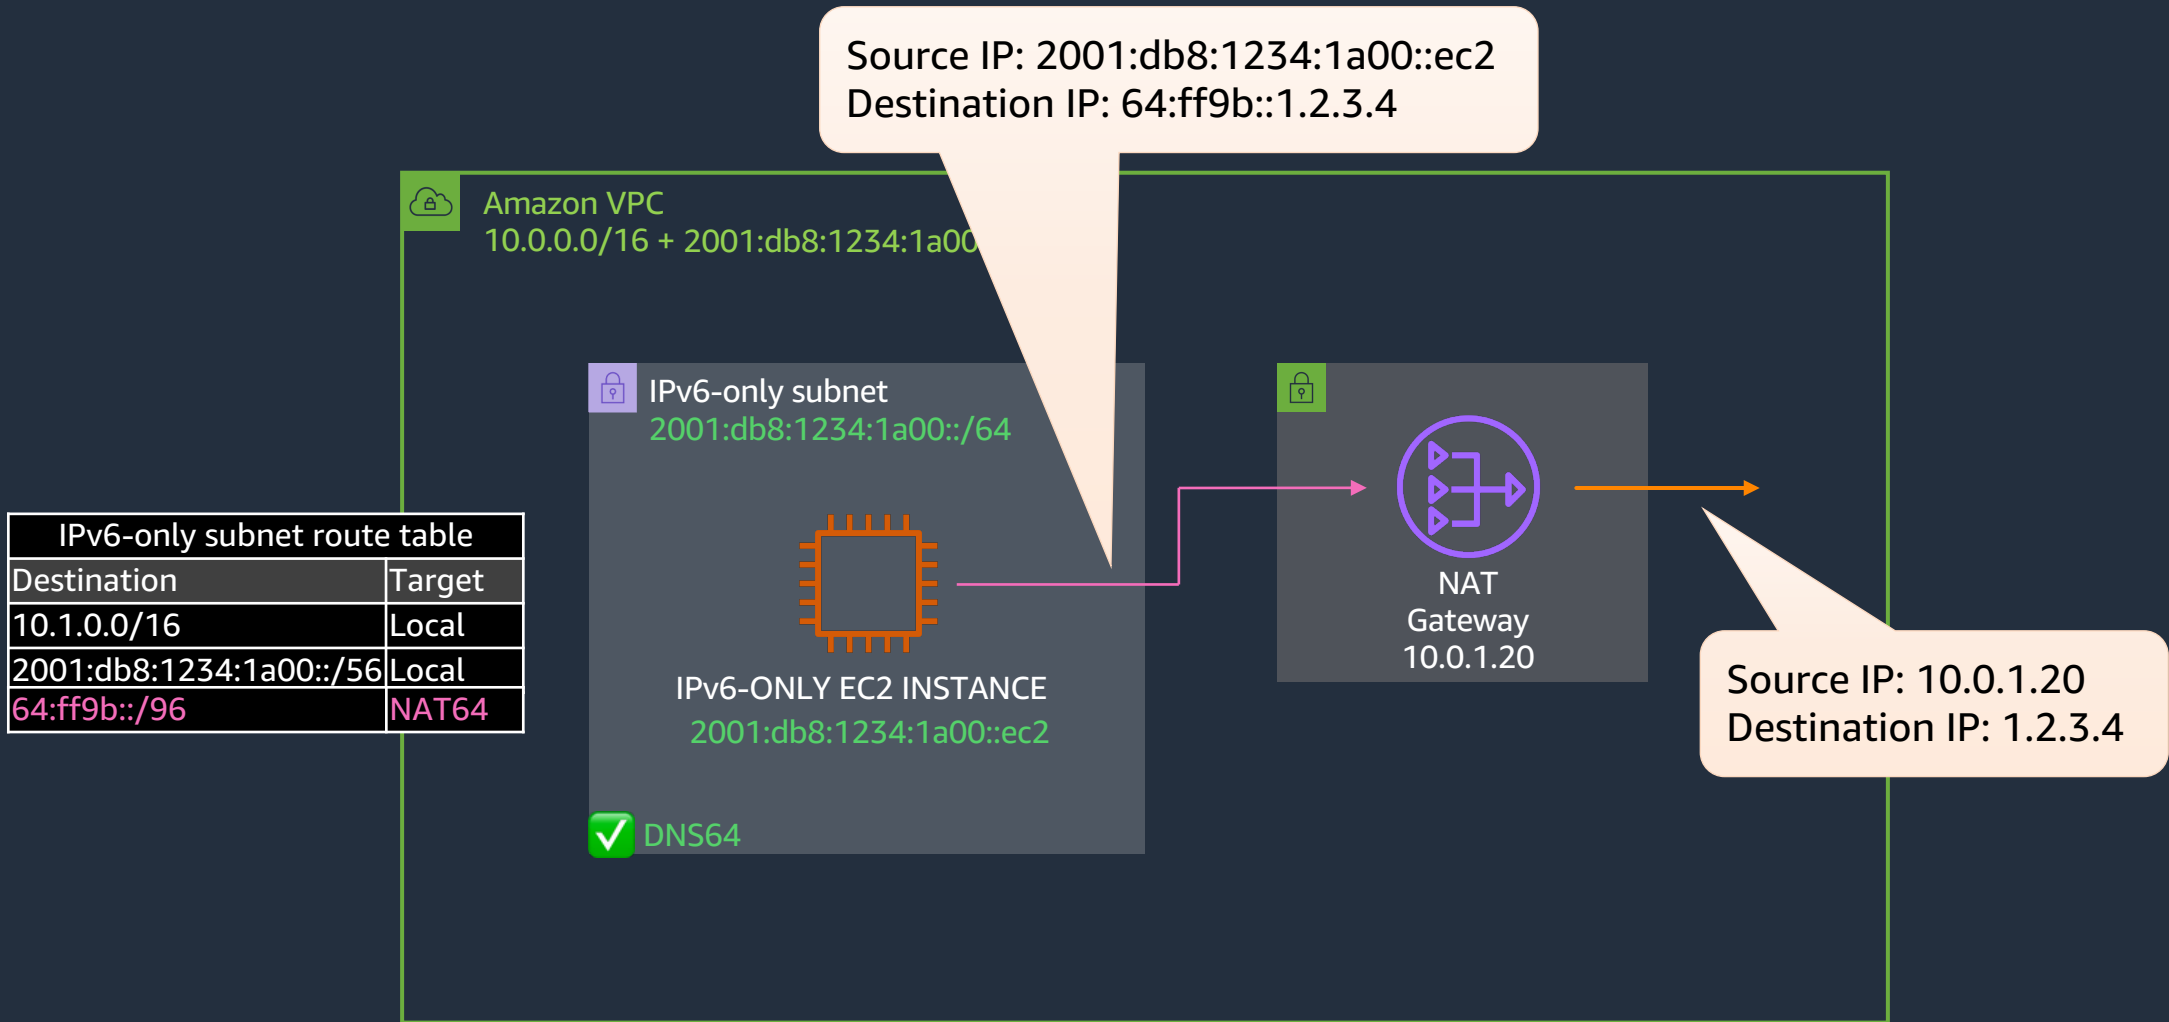 Source IP: 2001:db8:1234:1a00::ec2
Destination IP: 64:ff9b::1.2.3.4
Amazon VPC
10.0.0.0/16 + 2001:db8:1234:1a00
IPv6-only subnet
2001:db8:1234:1a00::/64
IPv6-only subnet route table
Destination Target
10.1.0.0/16 Local
2001:db8:1234:1a00::/56 Local
64:ff9b::/96 NAT64
IPv6-ONLY EC2 INSTANCE
2001:db8:1234:1a00::ec2
DNS64
NAT
Gateway
10.0.1.20
Source IP: 10.0.1.20
Destination IP: 1.2.3.4